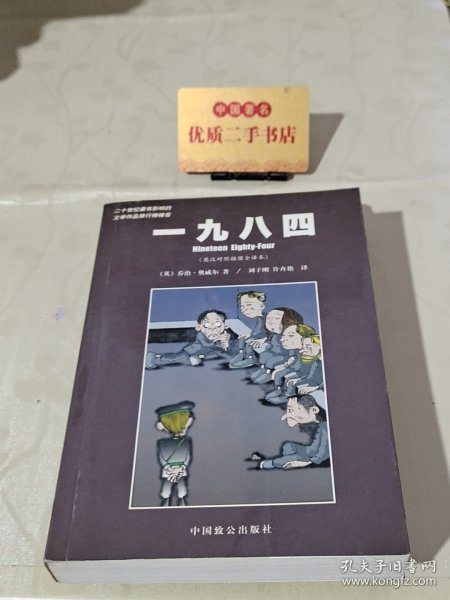 中国著名
优质二手书店
二十世纪最有影响的
文学作品排行榜榜首
一九八四
Nineteen Eighty-Four
(英汉对照插图全译本)
(英) 乔治·奥威尔 著 / 刘子刚 许卉艳 译
中国致公出版社
孔夫子旧书网
www.kongfz.com